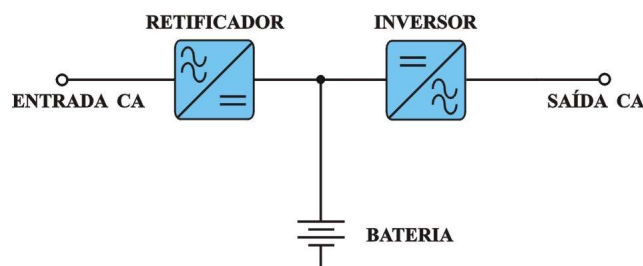 RETIFICADOR
INVERSOR
ENTRADA CA
SAÍDA CA
BATERIA